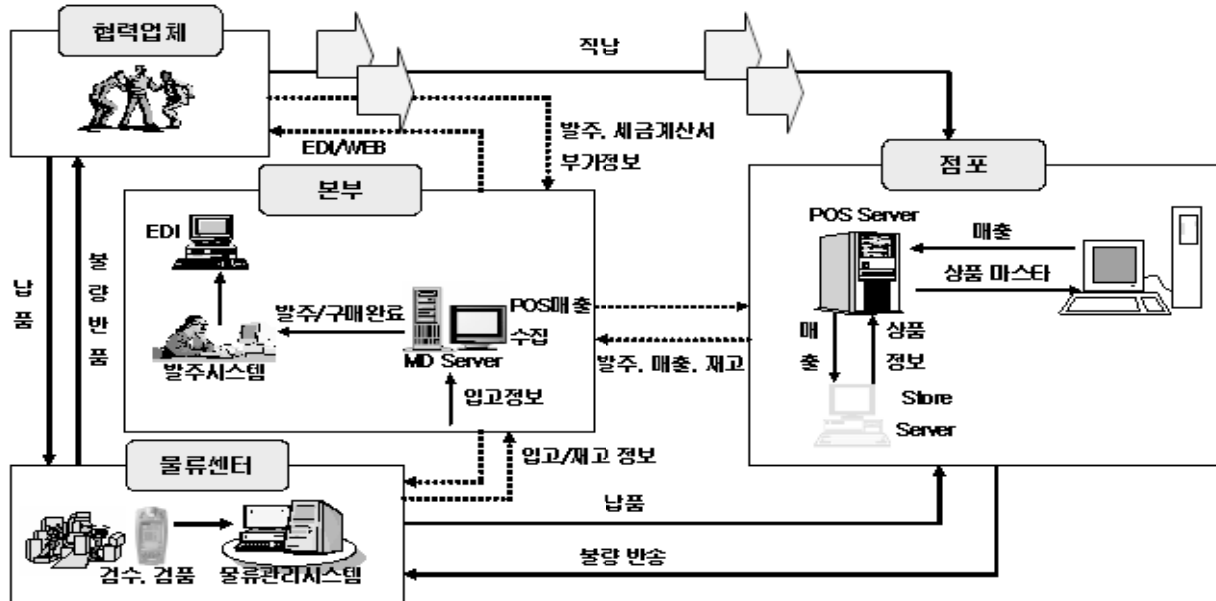 협력업체
직납
발주, 세금계산서
부가정보
EDI/WEB
본부
점포
POS Server
매출
상품 마스타
EDI
발주/구매완료
POS매출
수집
MD Server
발주시스템
입고정보
발주, 매출, 재고
매
출
상품
정보
Store
Server
납
품
불
량
반
품
입고/재고 정보
물류센터
납품
불량 반송
검수, 검품
물류관리시스템